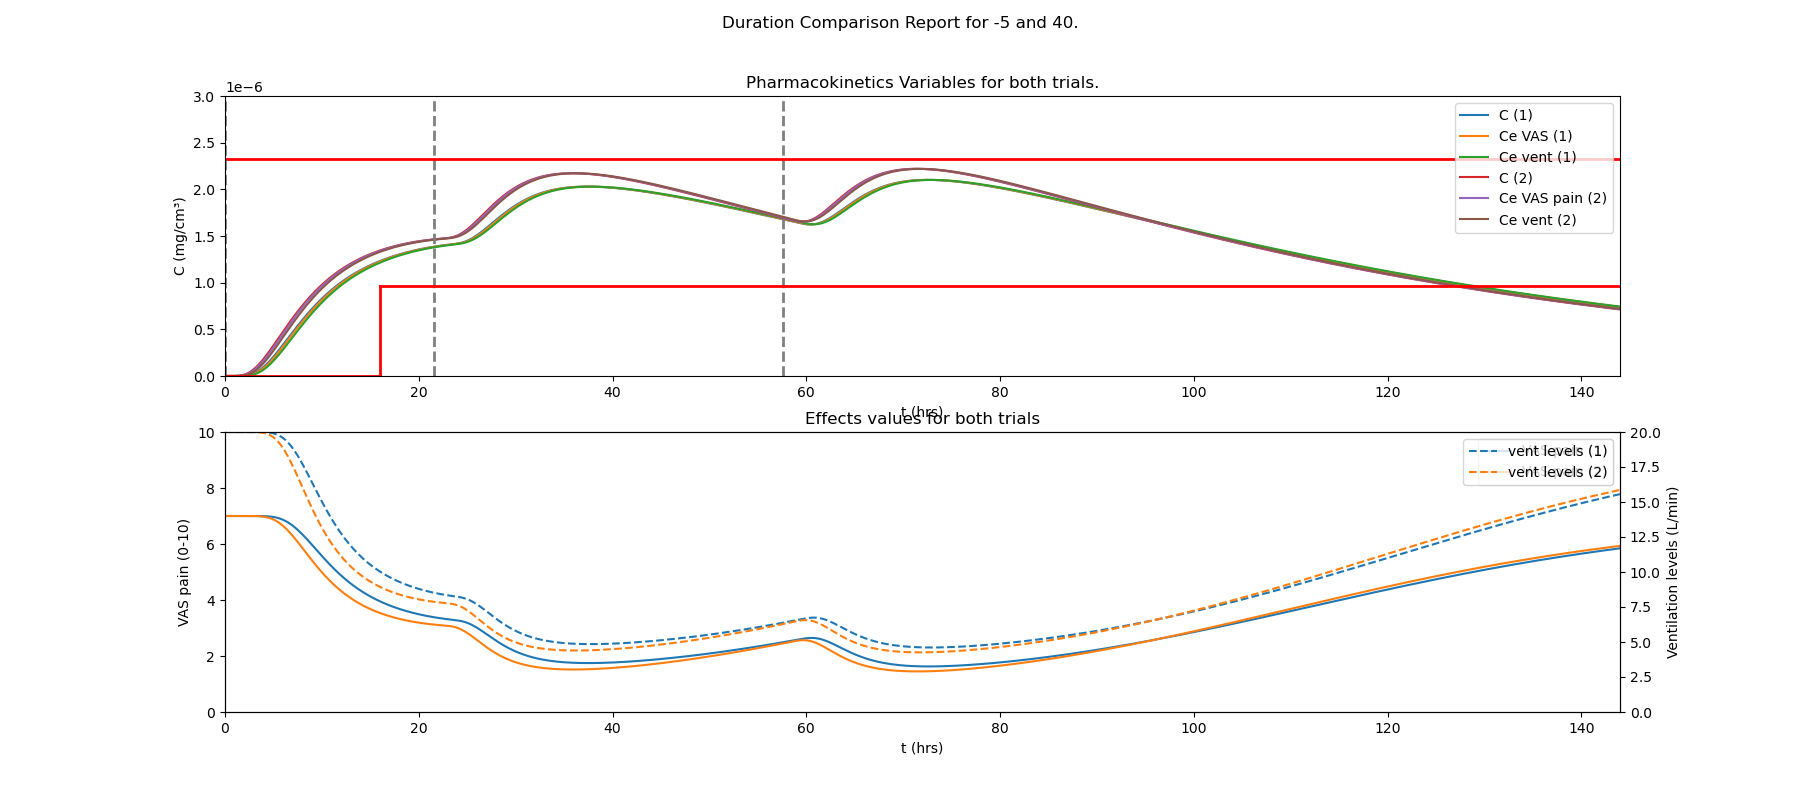 Duration Comparison Report for -5 and 40.
Pharmacokinetics Variables for both trials.
1e−6
3.0
2.5
2.0
1.5
1.0
0.5
0.0
C (mg/cm³)
C (1)
Ce VAS (1)
Ce vent (1)
C (2)
Ce VAS pain (2)
Ce vent (2)
0 20 40 60 80 100 120 140
t (hrs)
Effects values for both trials
10
8
6
4
2
0
VAS pain (0-10)
vent levels (1)
vent levels (2)
20.0
17.5
15.0
12.5
10.0
7.5
5.0
2.5
0.0
Ventilation levels (L/min)
0 20 40 60 80 100 120 140
t (hrs)